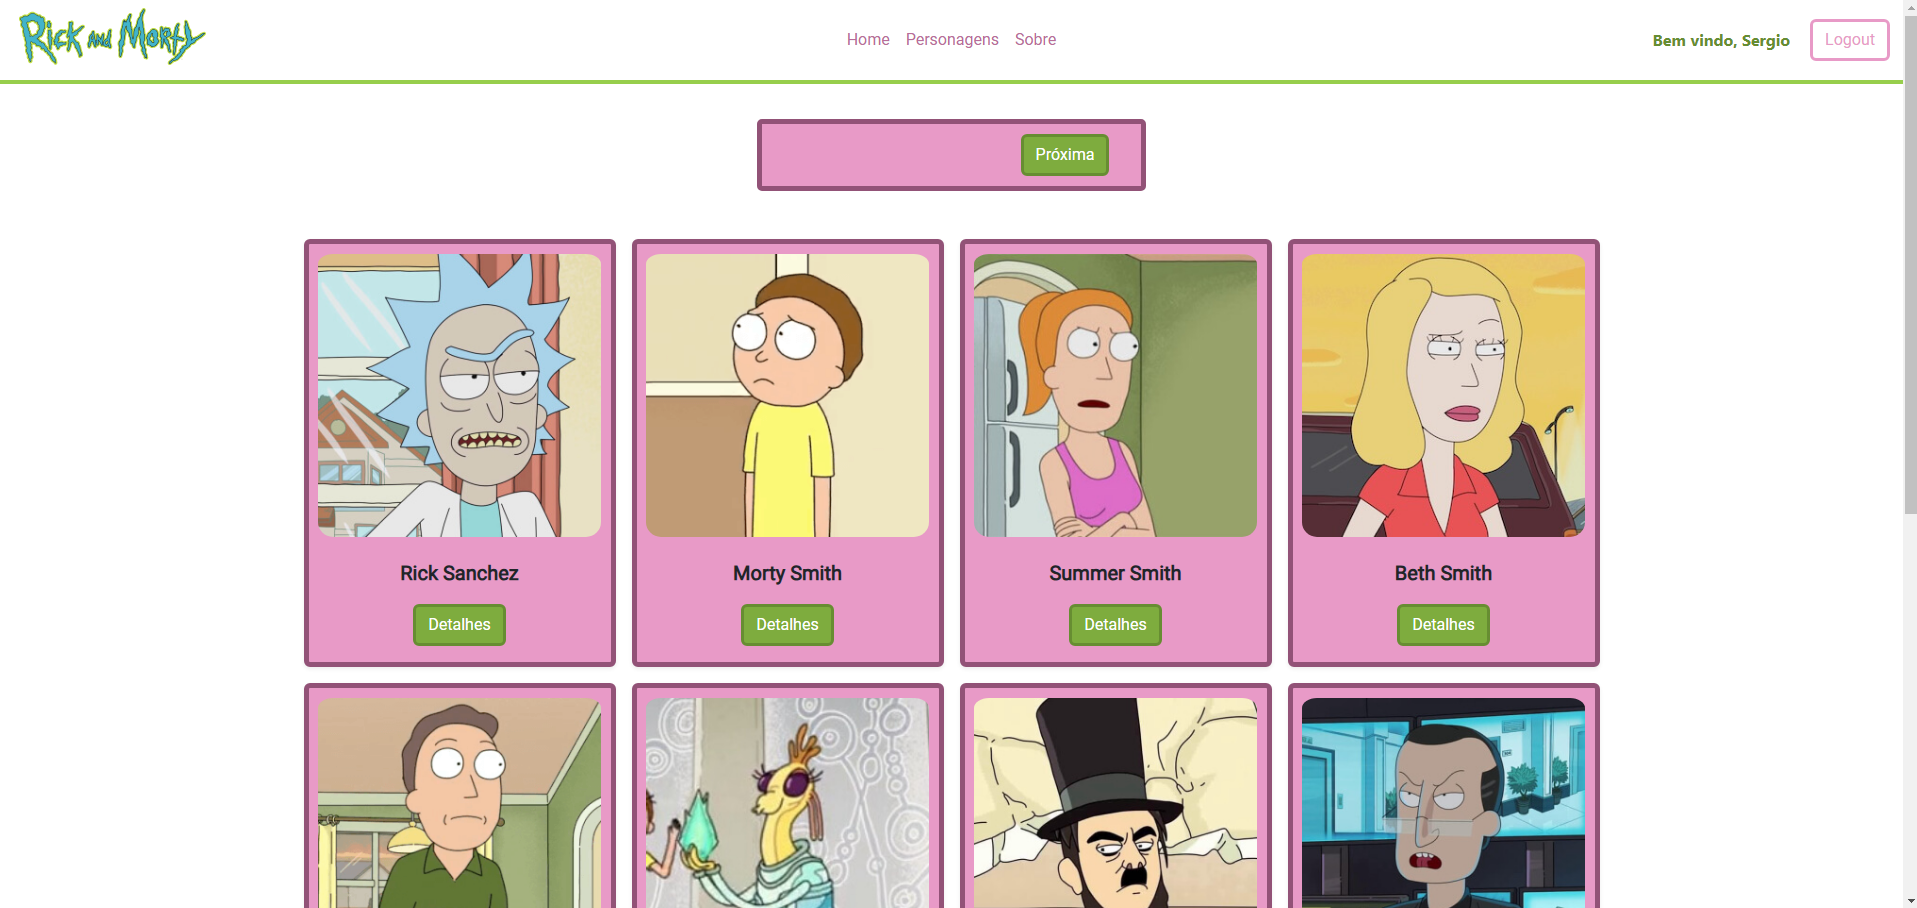 Rick and Morty
Home Personagens Sobre
Bem vindo, Sergio
Logout
Próxima
Rick Sanchez
Morty Smith
Summer Smith
Beth Smith
Detalhes
Detalhes
Detalhes
Detalhes